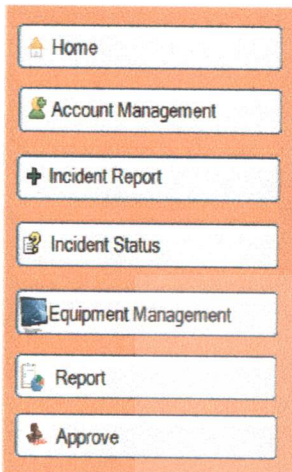 Home
Account Management
Incident Report
Incident Status
Equipment Management
Report
Approve